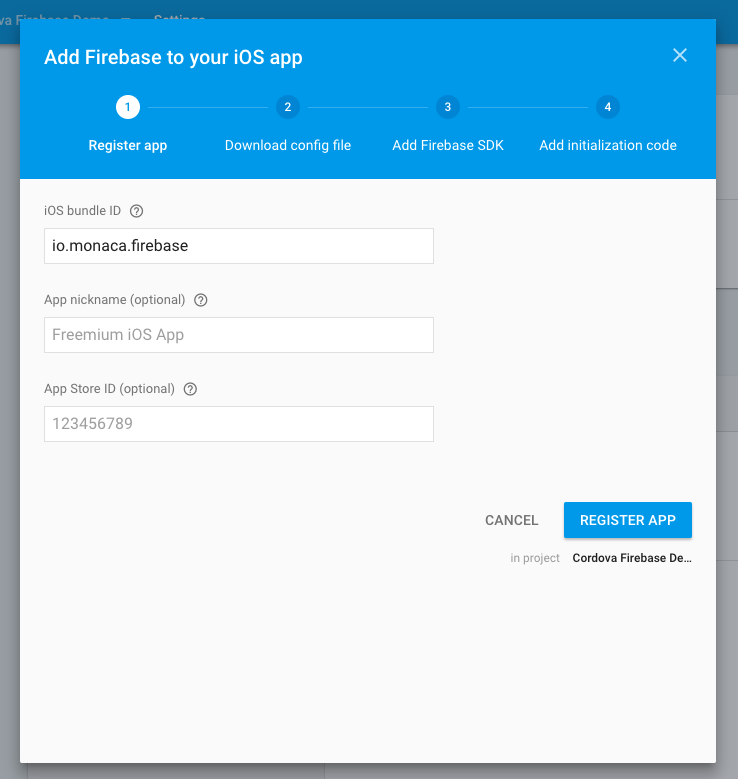 va Firebase Demo Settings
Add Firebase to your iOS app
1 2 3 4
Register app Download config file Add Firebase SDK Add initialization code
iOS bundle ID ?
io.monaca.firebase
App nickname (optional) ?
Freemium iOS App
App Store ID (optional) ?
123456789
CANCEL REGISTER APP
in project Cordova Firebase De...